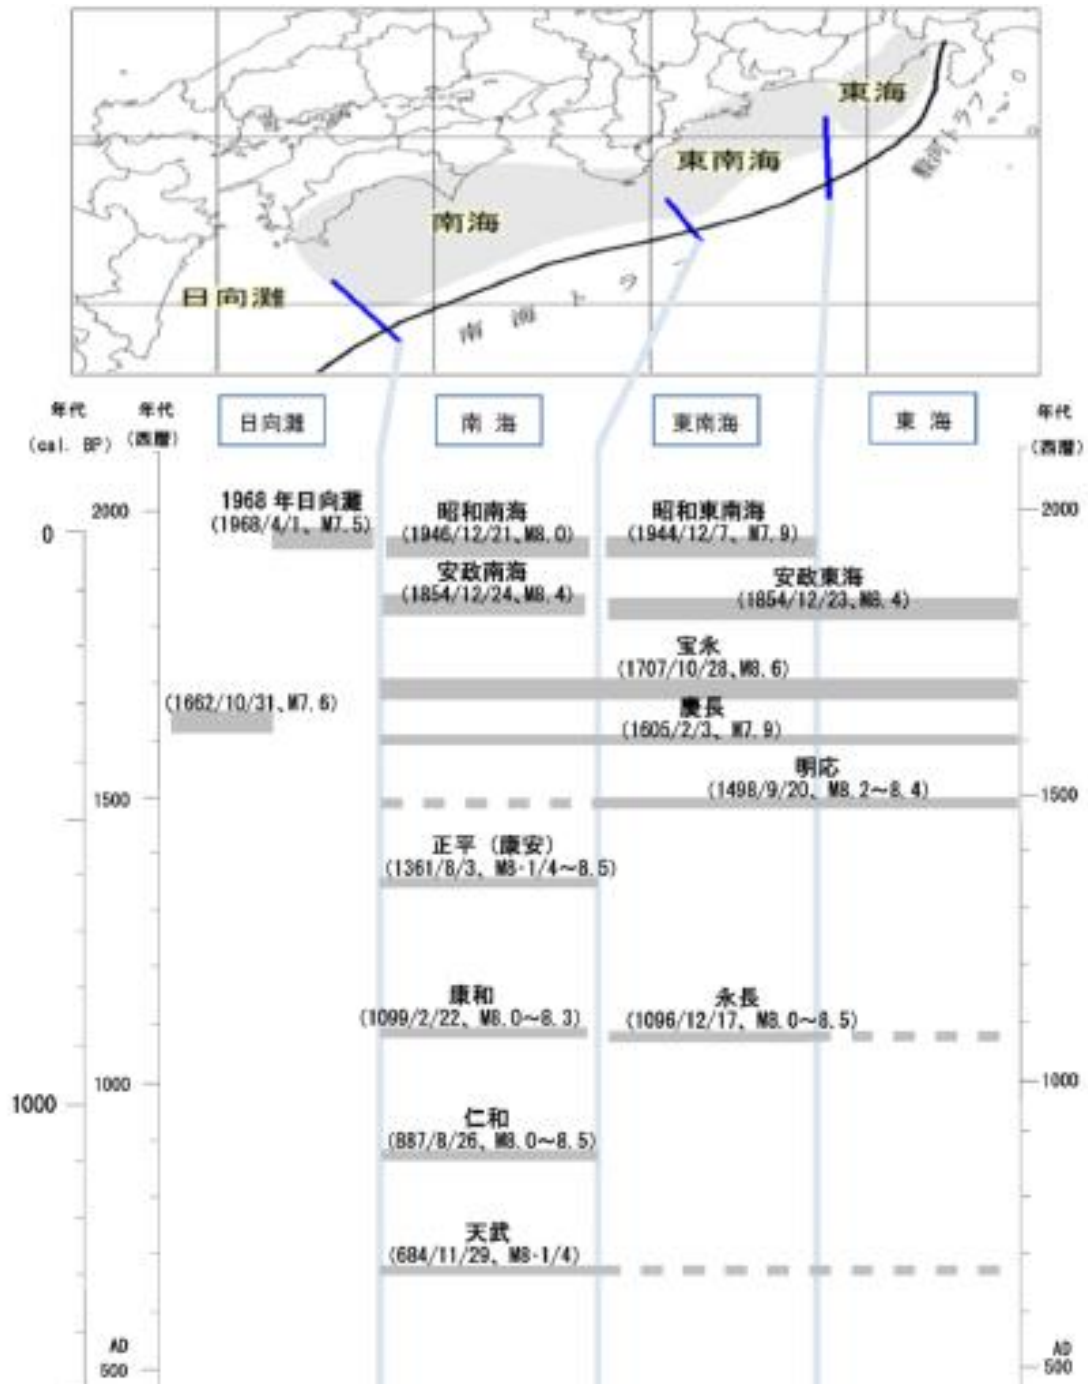 東海
駿河トラフ
東南海
南海
日向灘
南 海 ト ラ フ
年代
(cal. BP)
年代
(西暦)
日向灘
南 海
東南海
東 海
年代
(西暦)
2000
2000
0
1968 年日向灘
(1968/4/1、M7.5)
昭和南海
(1946/12/21、M8.0)
昭和東南海
(1944/12/7、M7.9)
安政南海
(1854/12/24、M8.4)
安政東海
(1854/12/23、M8.4)
宝永
(1707/10/28、M8.6)
(1662/10/31、M7.6)
慶長
(1605/2/3、M7.9)
明応
(1498/9/20、M8.2～8.4)
1500
1500
正平（康安）
(1361/8/3、M8-1/4～8.5)
康和
(1099/2/22、M8.0～8.3)
永長
(1096/12/17、M8.0～8.5)
1000
1000
1000
仁和
(887/8/26、M8.0～8.5)
天武
(684/11/29、M8-1/4)
AD
500
AD
500